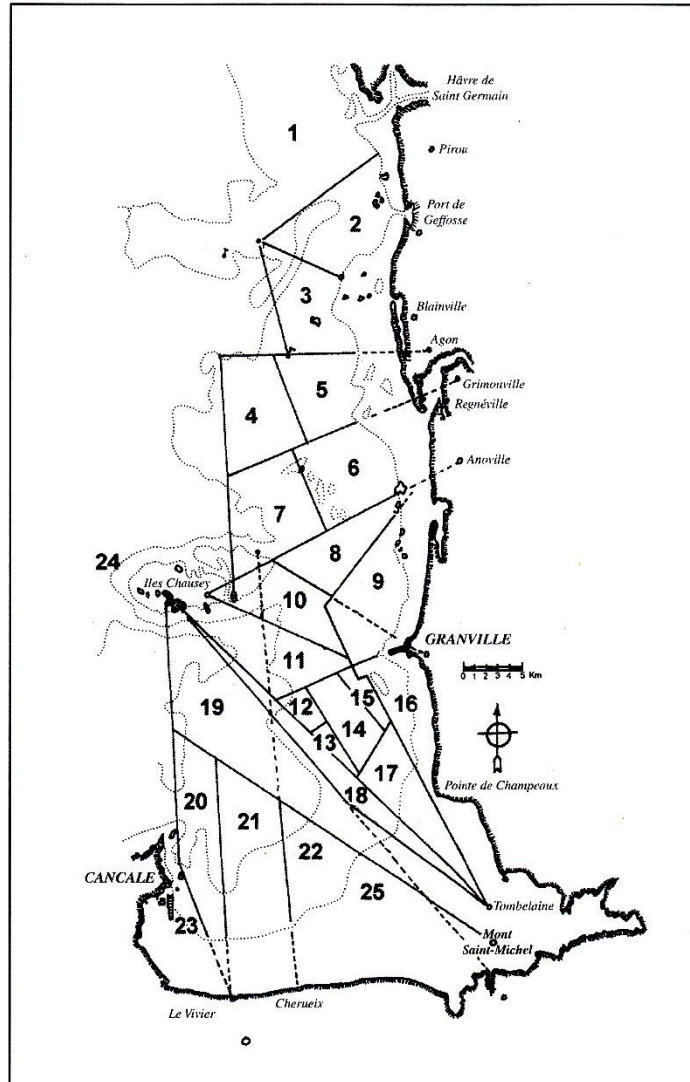 Hâvre de
Saint Germain
1
Pirou
2
Port de
Geffosse
3
Blainville
Agon
5
Grimouville
4
Regnéville
6
Anoville
7
8
24
Iles Chausey
9
10
GRANVILLE
11
0 1 2 3 4 5 Km
12
15
16
19
13
14
17
Pointe de Champeaux
18
20
21
22
CANCALE
25
Tombelaine
23
Mont
Saint-Michel
Cherueix
Le Vivier